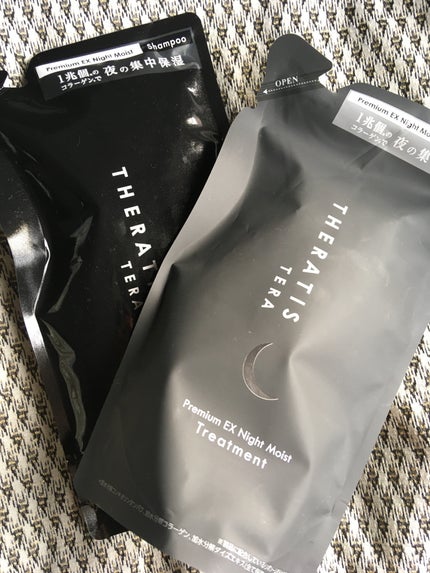 Premium EX Night Moist Shampoo
1兆個の
コラーゲンで 夜の集中保湿
THERATIS
TERA
OPEN
Premium EX Night Mo
1兆個の
コラーゲンで 夜の集
THERATIS
TERA
Premium EX Night Moist
Treatment